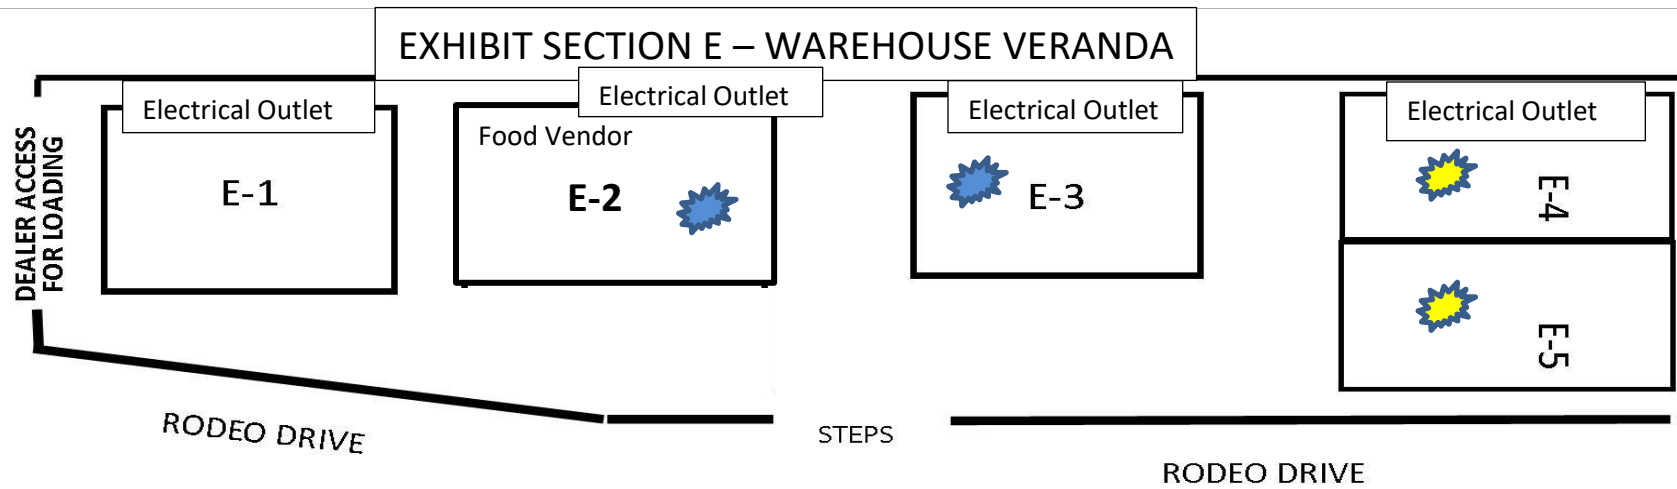 EXHIBIT SECTION E – WAREHOUSE VERANDA
Electrical Outlet
Electrical Outlet
Electrical Outlet
Electrical Outlet
Food Vendor
DEALER ACCESS
FOR LOADING
E-1
E-2
E-3
E-4
E-5
RODEO DRIVE
STEPS
RODEO DRIVE